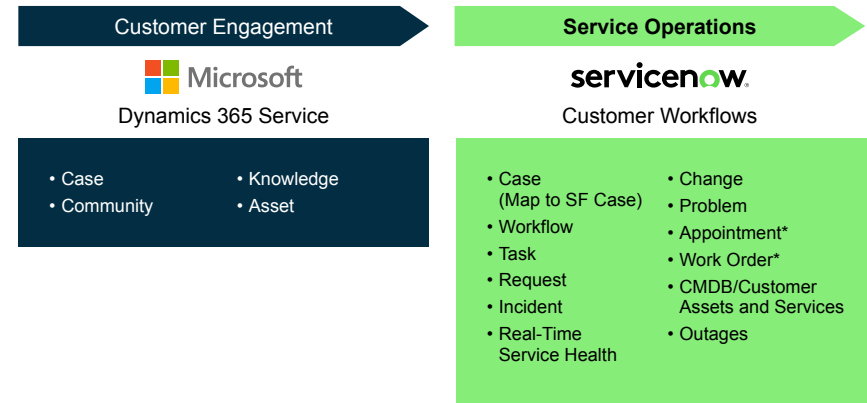 Customer Engagement
Microsoft
Dynamics 365 Service
• Case
• Community
• Knowledge
• Asset
Service Operations
servicenow.
Customer Workflows
• Case
(Map to SF Case)
• Workflow
• Task
• Request
• Incident
• Real-Time
Service Health
• Change
• Problem
• Appointment*
• Work Order*
• CMDB/Customer
Assets and Services
• Outages